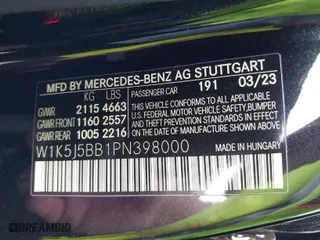 MFD BY MERCEDES-BENZ AG STUTTGART
KG LBS PASSENGER CAR 191 03/23
GVWR 2115 4663 THIS VEHICLE CONFORMS TO ALL
GAWR FRONT 1160 2557 APPLICABLE U.S. FEDERAL
MOTOR VEHICLE SAFETY,
GAWR REAR 1005 2216 BUMPER, AND THEFT PREVENTION
STANDARDS IN EFFECT ON THE DATE
OF MANUFACTURE SHOWN ABOVE.
W1K5J5BB1PN398000
MADE IN HUNGARY
DREAMBID